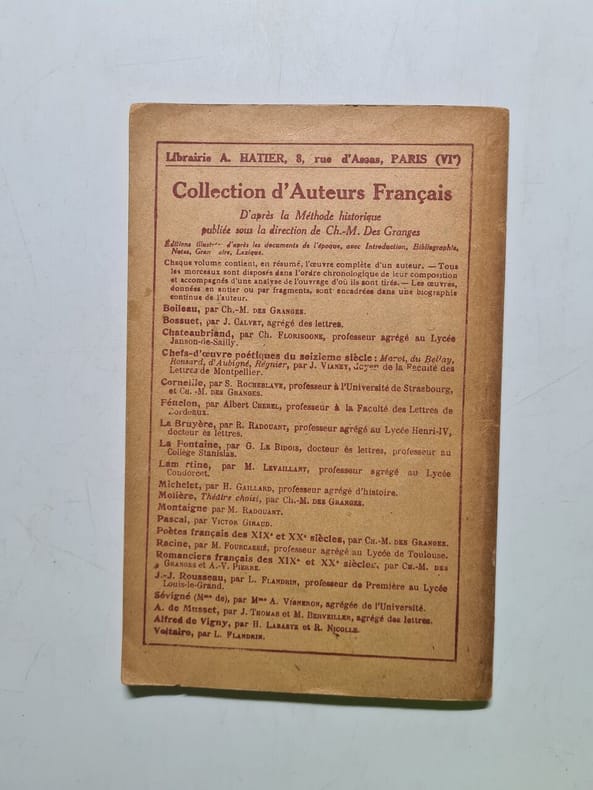 Librairie A. HATIER, 8, rue d'Assas, PARIS (VIᵉ)
Collection d'Auteurs Français
D'après la Méthode historique
publiée sous la direction de Ch.-M. Des Granges
Éditions d'après les documents de l'époque, avec Introduction, Bibliographie,
Notes, Lexique.
Chaque volume contient, en résumé, l'œuvre complète d'un auteur. — Tous
les morceaux sont disposés dans l'ordre chronologique de leur composition
et accompagnés d'une analyse de l'ouvrage d'où ils sont tirés. — Les œuvres,
données en entier ou par fragments, sont encadrées dans une biographie
continue de l'auteur.
Boileau, par CH.-M. DES GRANGES.
Bossuet, par J. CALVET, agrégé des lettres.
Chateaubriand, par Ch. FLORISOONE, professeur agrégé au Lycée
Janson-de-Sailly.
Chefs-d'œuvre poétiques du seizième siècle : Marot, du Bellay,
Ronsard, d'Aubigné, Régnier, par J. VIANEY, doyen de la Faculté des
Lettres de Montpellier.
Corneille, par S. ROCHEBLAVE, professeur à l'Université de Strasbourg,
et CH.-M. DES GRANGES.
Fénelon, par Albert CHEREL, professeur à la Faculté des Lettres de
Bordeaux.
La Bruyère, par R. RADOUANT, professeur agrégé au Lycée Henri-IV,
docteur ès lettres.
La Fontaine, par G. LE BIDOIS, docteur ès lettres, professeur au
Collège Stanislas.
Lam rtine, par M. LEVAILLANT, professeur agrégé au Lycée
Condorcet.
Michelet, par H. GAILLARD, professeur agrégé d'histoire.
Molière, Théâtre choisi, par CH.-M. DES GRANGES.
Montaigne par M. RADOUANT.
Pascal, par VICTOR GIRAUD.
Poètes français des XIXᵉ et XXᵉ siècles, par CH.-M. DES GRANGES.
Racine, par M. FOURCASSIÉ, professeur agrégé au Lycée de Toulouse.
Romanciers français des XIXᵉ et XXᵉ siècles, par CH.-M. DES
GRANGES et A.-V. PIERRE.
J.-J. Rousseau, par L. FLANDRIN, professeur de Première au Lycée
Louis-le-Grand.
Sévigné (Mᵐᵉ de), par Mᵐᵉ A. VIGNERON, agrégée de l'Université.
A. de Musset, par J. THOMAS et M. BERVEILLER, agrégé des lettres.
Alfred de Vigny, par H. LABASTE et R. NICOLLE.
Voltaire, par L. FLANDRIN.